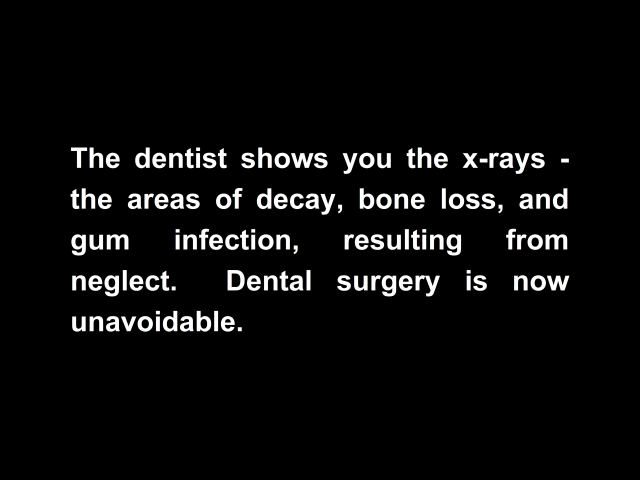 The dentist shows you the x-rays -
the areas of decay, bone loss, and
gum infection, resulting from
neglect.  Dental surgery is now
unavoidable.